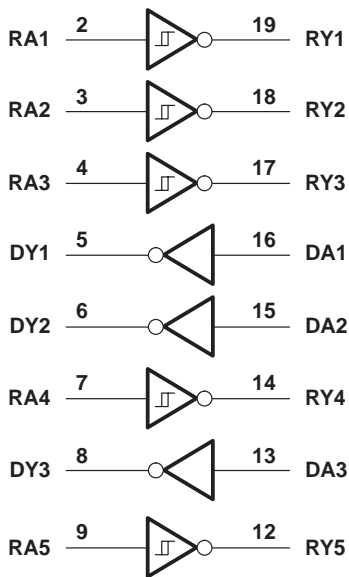 RA1 2 19 RY1
RA2 3 18 RY2
RA3 4 17 RY3
DY1 5 16 DA1
DY2 6 15 DA2
RA4 7 14 RY4
DY3 8 13 DA3
RA5 9 12 RY5